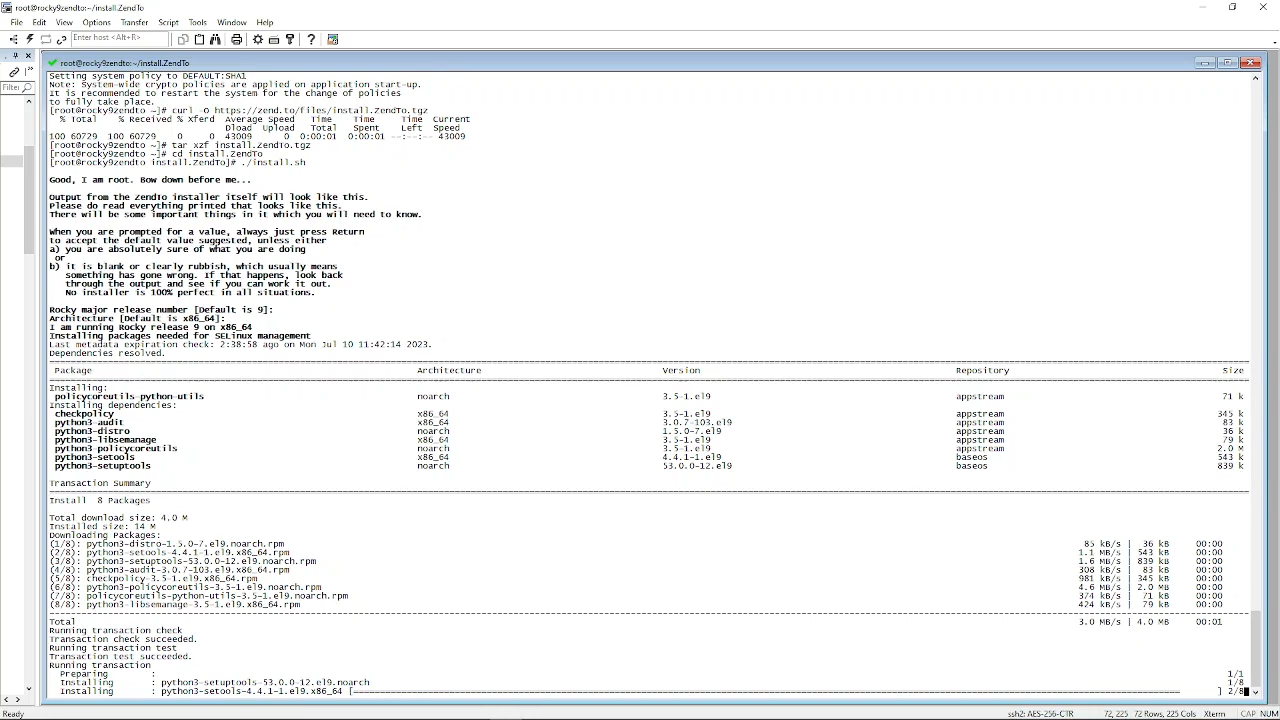 root@rocky9zendto:~/install.ZendTo
File Edit View Options Transfer Script Tools Window Help
Enter host <Alt+R>
root@rocky9zendto:~/install.ZendTo
Filter
Setting system policy to DEFAULT:SHA1
Note: System-wide crypto policies are applied on application start-up.
It is recommended to restart the system for the change of policies
to fully take place.
[root@rocky9zendto ~]# curl -O https://zend.to/files/install.ZendTo.tgz
% Total % Received % Xferd Average Speed Time Time Time Current
Dload Upload Total Spent Left Speed
100 60729 100 60729 0 0 43009 0 0:00:01 0:00:01 --:--:-- 43009
[root@rocky9zendto ~]# tar xzf install.ZendTo.tgz
[root@rocky9zendto ~]# cd install.ZendTo
[root@rocky9zendto install.ZendTo]# ./install.sh
Good, I am root. Bow down before me...
Output from the ZendTo installer itself will look like this.
Please do read everything printed that looks like this.
There will be some important things in it which you will need to know.
When you are prompted for a value, always just press Return
to accept the default value suggested, unless either
a) you are absolutely sure of what you are doing
or
b) it is blank or clearly rubbish, which usually means
something has gone wrong. If that happens, look back
through the output and see if you can work it out.
No installer is 100% perfect in all situations.
Rocky major release number [Default is 9]:
Architecture [Default is x86_64]:
I am running Rocky release 9 on x86_64
Installing packages needed for SELinux management
Last metadata expiration check: 2:38:58 ago on Mon Jul 10 11:42:14 2023.
Dependencies resolved.
Package Architecture Version Repository Size
Installing:
policycoreutils-python-utils noarch 3.5-1.el9 appstream 71 k
Installing dependencies:
checkpolicy x86_64 3.5-1.el9 appstream 345 k
python3-audit x86_64 3.0.7-103.el9 appstream 83 k
python3-distro noarch 1.5.0-7.el9 appstream 36 k
python3-libsemanage x86_64 3.5-1.el9 appstream 79 k
python3-policycoreutils noarch 3.5-1.el9 appstream 2.0 M
python3-setools x86_64 4.4.1-1.el9 baseos 543 k
python3-setuptools noarch 53.0.0-12.el9 baseos 839 k
Transaction Summary
Install 8 Packages
Total download size: 4.0 M
Installed size: 14 M
Downloading Packages:
(1/8): python3-distro-1.5.0-7.el9.noarch.rpm 85 kB/s | 36 kB 00:00
(2/8): python3-setools-4.4.1-1.el9.x86_64.rpm 1.1 MB/s | 543 kB 00:00
(3/8): python3-setuptools-53.0.0-12.el9.noarch.rpm 1.6 MB/s | 839 kB 00:00
(4/8): python3-audit-3.0.7-103.el9.x86_64.rpm 308 kB/s | 83 kB 00:00
(5/8): checkpolicy-3.5-1.el9.x86_64.rpm 981 kB/s | 345 kB 00:00
(6/8): python3-policycoreutils-3.5-1.el9.noarch.rpm 4.6 MB/s | 2.0 MB 00:00
(7/8): policycoreutils-python-utils-3.5-1.el9.noarch.rpm 374 kB/s | 71 kB 00:00
(8/8): python3-libsemanage-3.5-1.el9.x86_64.rpm 424 kB/s | 79 kB 00:00
Total 3.0 MB/s | 4.0 MB 00:01
Running transaction check
Transaction check succeeded.
Running transaction test
Transaction test succeeded.
Running transaction
Preparing : 1/1
Installing : python3-setuptools-53.0.0-12.el9.noarch 1/8
Installing : python3-setools-4.4.1-1.el9.x86_64 [==================== ] 2/8
Ready ssh2: AES-256-CTR 72, 225 72 Rows, 225 Cols Xterm CAP NUM